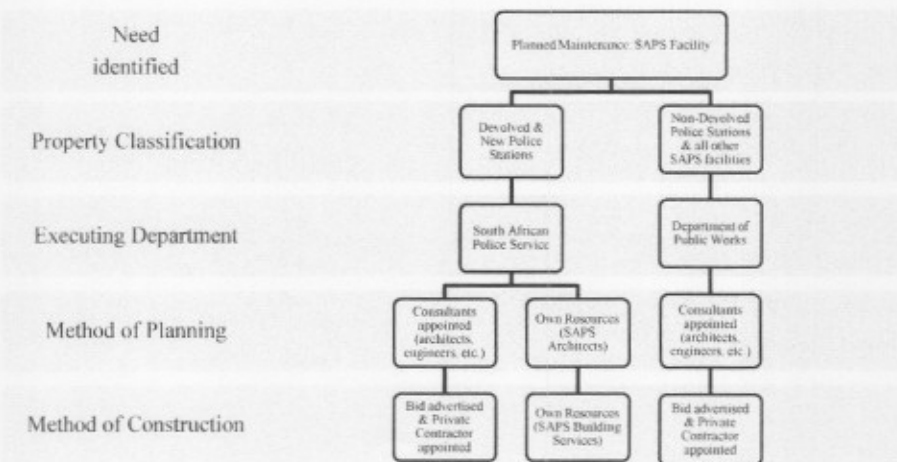 Need
identified
Planned Maintenance: SAPS Facility
Property Classification
Devolved &
New Police
Stations
Non-Devolved
Police Stations
& all other
SAPS facilities
Executing Department
South African
Police Service
Department of
Public Works
Method of Planning
Consultants
appointed
(architects,
engineers, etc.)
Own Resources
(SAPS
Architects)
Consultants
appointed
(architects,
engineers, etc.)
Method of Construction
Bid advertised
& Private
Contractor
appointed
Own Resources
(SAPS Building
Services)
Bid advertised
& Private
Contractor
appointed